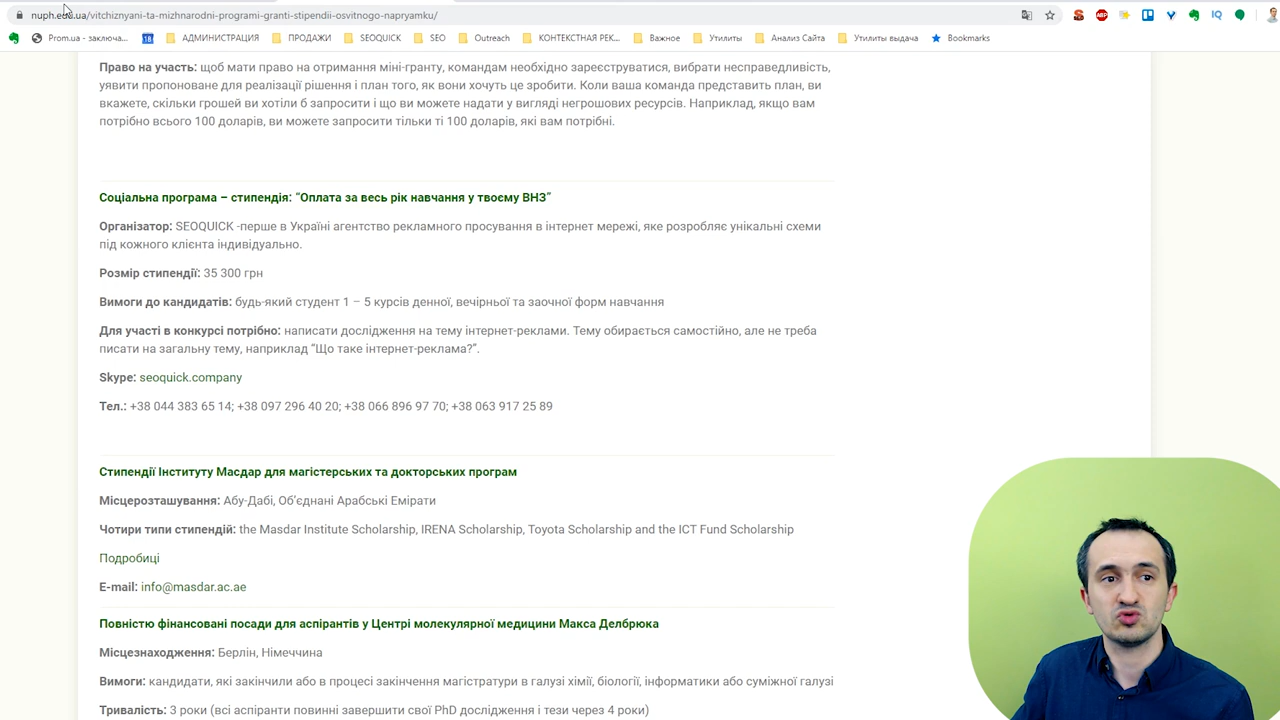 nuph.edu.ua/vitchiznyani-ta-mizhnarodni-programi-granti-stipendii-osvitnogo-napryamku/
Prom.ua - заключа...
АДМИНИСТРАЦИЯ
ПРОДАЖИ
SEOQUICK
SEO
Outreach
КОНТЕКСТНАЯ РЕК...
Важное
Утилиты
Анализ Сайта
Утилиты выдача
Bookmarks
Право на участь: щоб мати право на отримання міні-гранту, командам необхідно зареєструватися, вибрати несправедливість,
уявити пропоноване для реалізації рішення і план того, як вони хочуть це зробити. Коли ваша команда представить план, ви
вкажете, скільки грошей ви хотіли б запросити і що ви можете надати у вигляді негрошових ресурсів. Наприклад, якщо вам
потрібно всього 100 доларів, ви можете запросити тільки ті 100 доларів, які вам потрібні.
Соціальна програма – стипендія: “Оплата за весь рік навчання у твоєму ВНЗ”
Організатор: SEOQUICK -перше в Україні агентство рекламного просування в інтернет мережі, яке розробляє унікальні схеми
під кожного клієнта індивідуально.
Розмір стипендії: 35 300 грн
Вимоги до кандидатів: будь-який студент 1 – 5 курсів денної, вечірньої та заочної форм навчання
Для участі в конкурсі потрібно: написати дослідження на тему інтернет-реклами. Тему обирається самостійно, але не треба
писати на загальну тему, наприклад “Що таке інтернет-реклама?”.
Skype: seoquick.company
Тел.: +38 044 383 65 14; +38 097 296 40 20; +38 066 896 97 70; +38 063 917 25 89
Стипендії Інституту Масдар для магістерських та докторських програм
Місцерозташування: Абу-Дабі, Об’єднані Арабські Емірати
Чотири типи стипендій: the Masdar Institute Scholarship, IRENA Scholarship, Toyota Scholarship and the ICT Fund Scholarship
Подробиці
E-mail: info@masdar.ac.ae
Повністю фінансовані посади для аспірантів у Центрі молекулярної медицини Макса Делбрюка
Місцезнаходження: Берлін, Німеччина
Вимоги: кандидати, які закінчили або в процесі закінчення магістратури в галузі хімії, біології, інформатики або суміжної галузі
Тривалість: 3 роки (всі аспіранти повинні завершити свої PhD дослідження і тези через 4 роки)